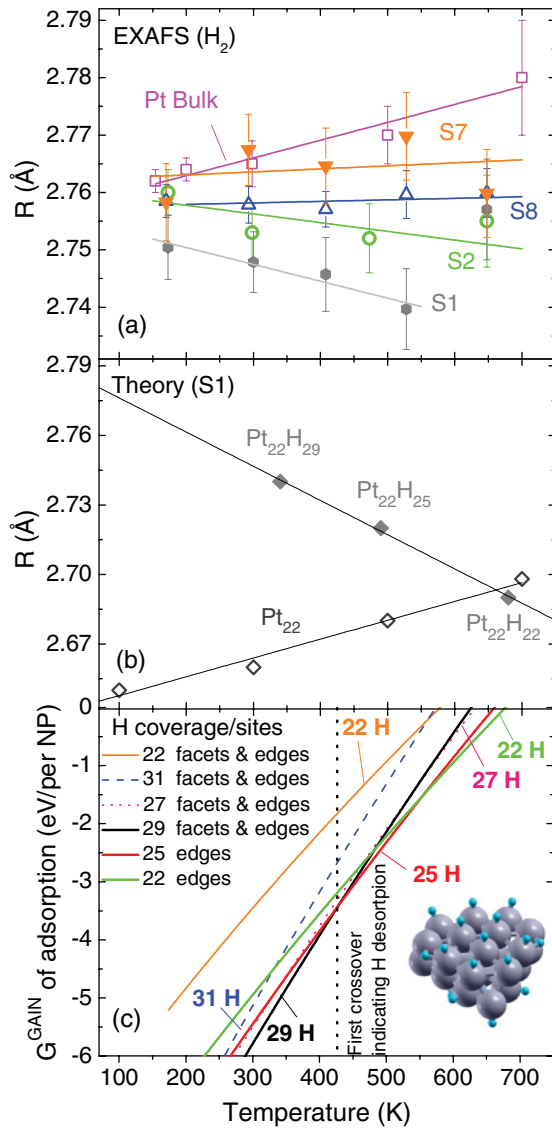 2.79
2.78
2.77
2.76
2.75
2.74
R (Å)
EXAFS (H₂)
Pt Bulk
S7
S8
S2
S1
(a)
2.79
2.76
2.73
2.70
2.67
R (Å)
Theory (S1)
Pt₂₂H₂₉
Pt₂₂H₂₅
Pt₂₂
Pt₂₂H₂₂
(b)
0
-1
-2
-3
-4
-5
-6
G^GAIN of adsorption (eV/per NP)
H coverage/sites
22 facets & edges
31 facets & edges
27 facets & edges
29 facets & edges
25 edges
22 edges
22 H
22 H
27 H
25 H
31 H
29 H
First crossover
indicating H desortpion
(c)
100 200 300 400 500 600 700
Temperature (K)